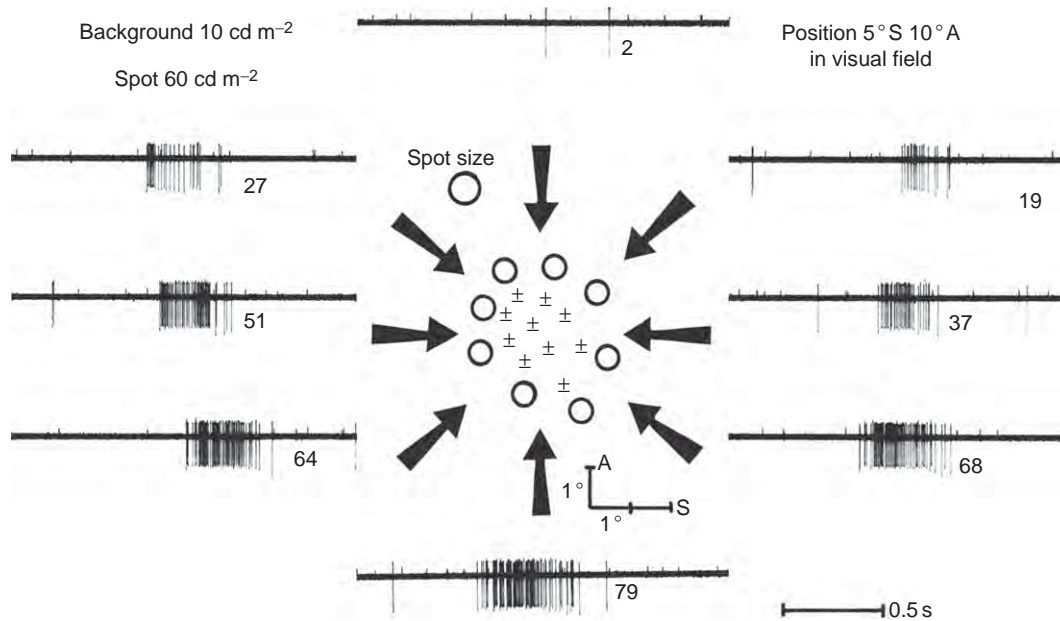 Background 10 cd m–2
Spot 60 cd m–2
2
Position 5°S 10°A
in visual field
27
Spot size
19
51
±
±
±
±
±
±
±
±
±
37
64
68
A
1°
1°
S
79
0.5 s